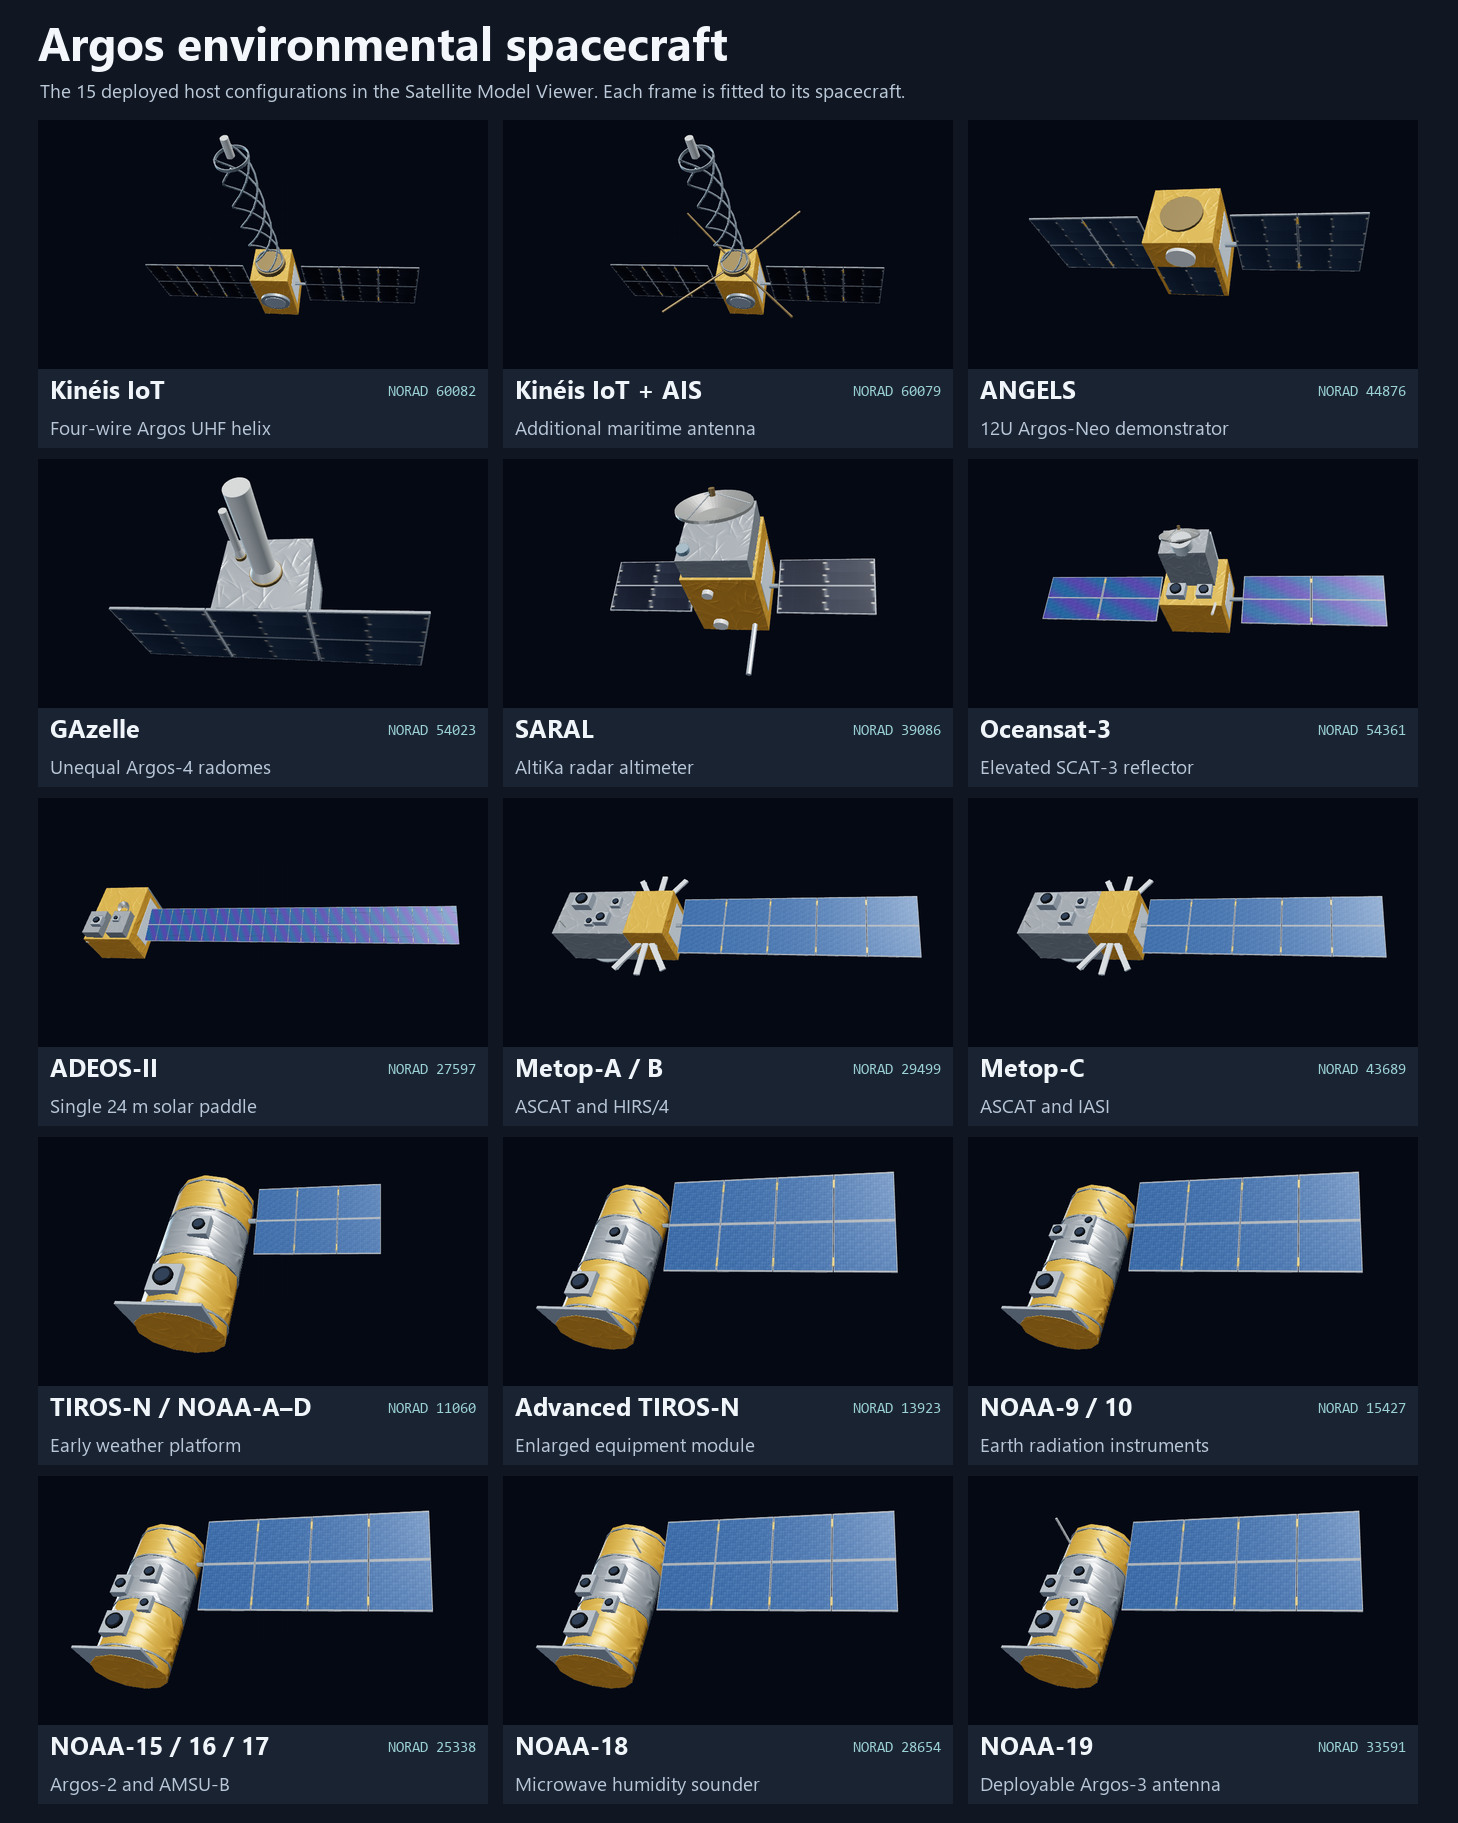 Argos environmental spacecraft
The 15 deployed host configurations in the Satellite Model Viewer. Each frame is fitted to its spacecraft.
Kinéis IoT NORAD 60082
Four-wire Argos UHF helix
Kinéis IoT + AIS NORAD 60079
Additional maritime antenna
ANGELS NORAD 44876
12U Argos-Neo demonstrator
GAzelle NORAD 54023
Unequal Argos-4 radomes
SARAL NORAD 39086
AltiKa radar altimeter
Oceansat-3 NORAD 54361
Elevated SCAT-3 reflector
ADEOS-II NORAD 27597
Single 24 m solar paddle
Metop-A / B NORAD 29499
ASCAT and HIRS/4
Metop-C NORAD 43689
ASCAT and IASI
TIROS-N / NOAA-A–D NORAD 11060
Early weather platform
Advanced TIROS-N NORAD 13923
Enlarged equipment module
NOAA-9 / 10 NORAD 15427
Earth radiation instruments
NOAA-15 / 16 / 17 NORAD 25338
Argos-2 and AMSU-B
NOAA-18 NORAD 28654
Microwave humidity sounder
NOAA-19 NORAD 33591
Deployable Argos-3 antenna